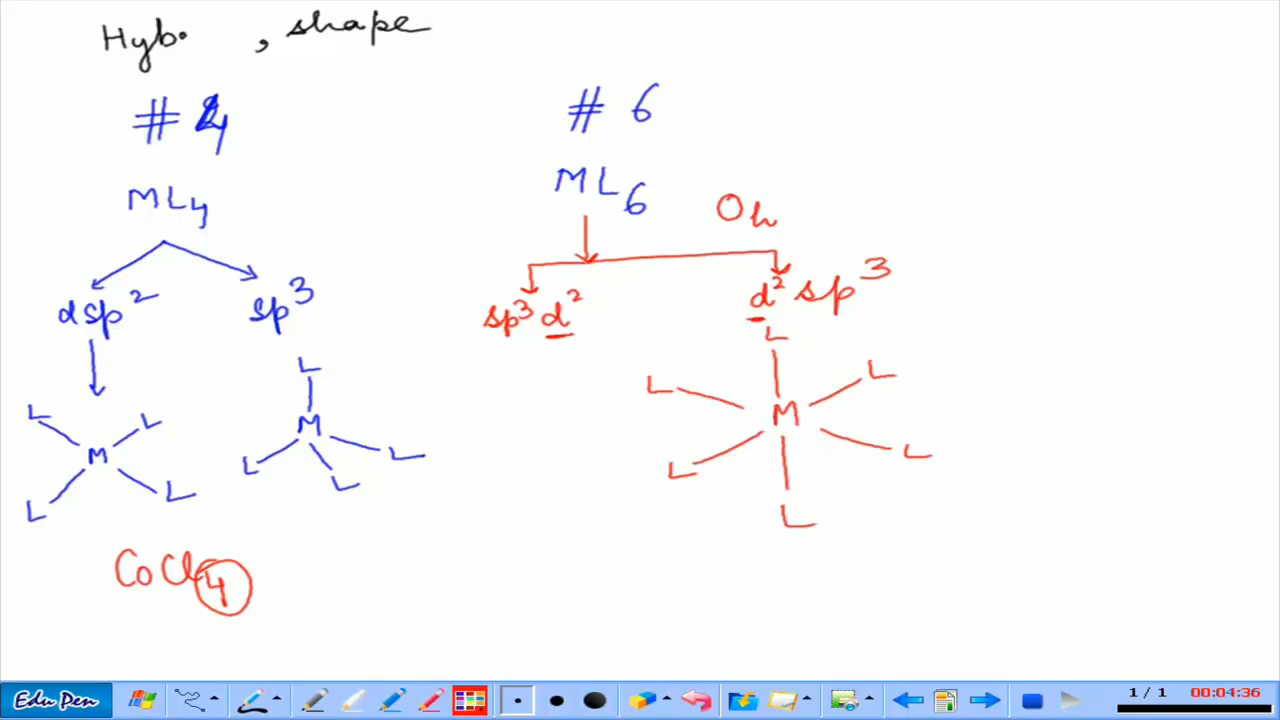 Hyb. , shape
# 4
# 6
ML4
ML6
Oh
dsp²
sp³
sp³d²
d²sp³
L
L
M
L
L
L
L
M
L
L
L
L
L
L
M
L
L
L
CoCl4
Edu Pen
1 / 1
00:04:36